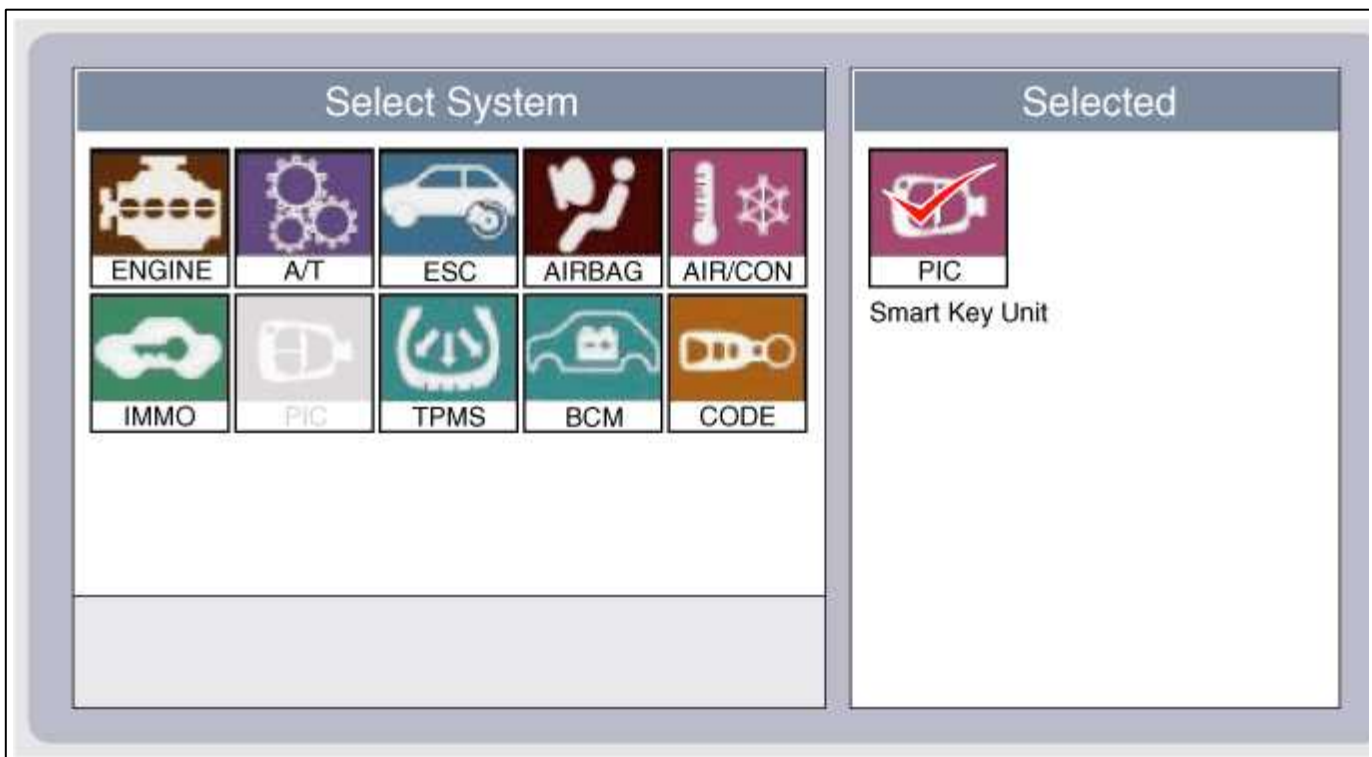 Select System
Selected
ENGINE A/T ESC AIRBAG AIR/CON
IMMO PIC TPMS BCM CODE
PIC
Smart Key Unit